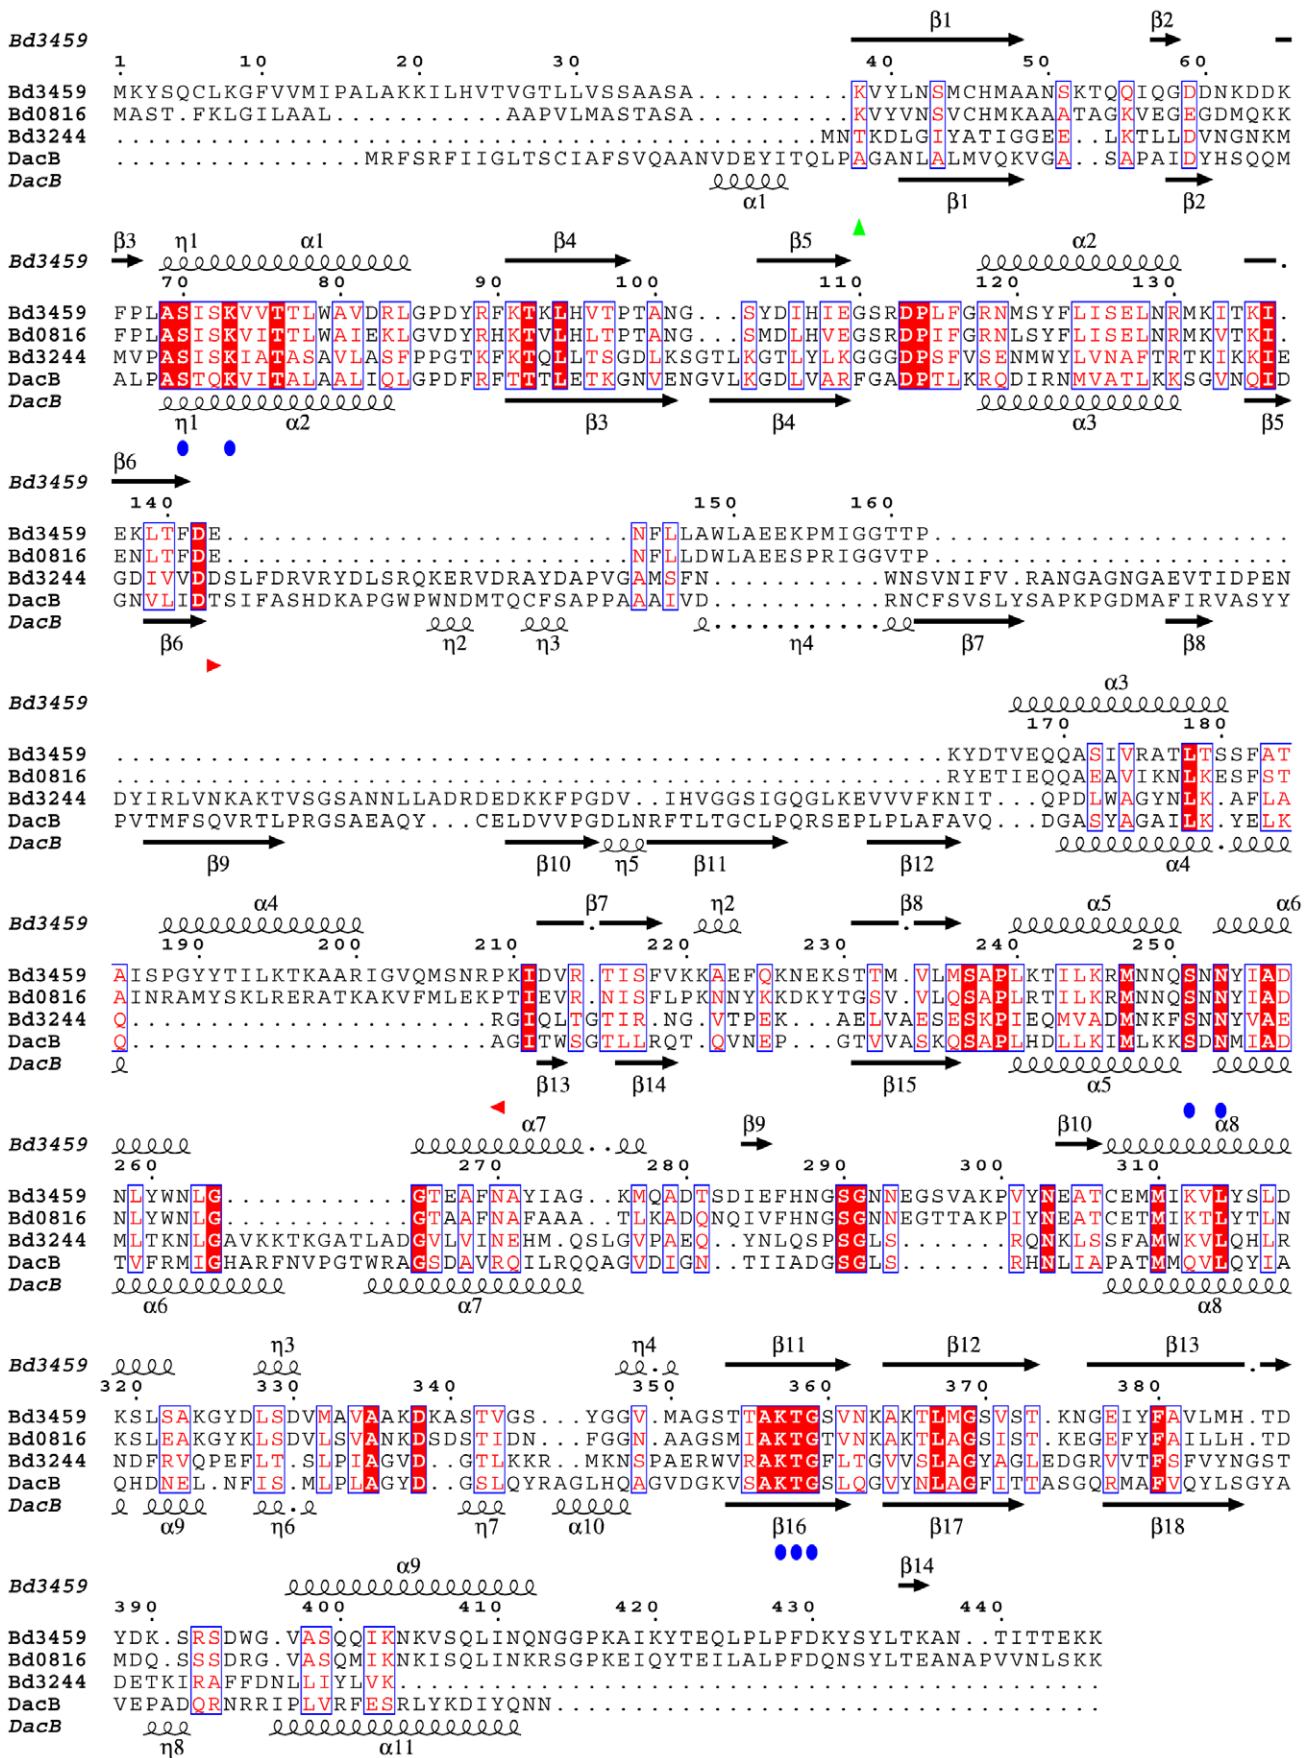 β1 β2
Bd3459
1 10 20 30 40 50 60
Bd3459 MKYSQCLKGFVVMIPALAKKILHVTVGTLLVSSAASA..........KVYLNSMCHMAANSKTQQIQGDDNKDDK
Bd0816 MAST.FKLGILAAL...........AAPVLMASTASA..........KVYVNSVCHMKAAATAGKVEGEGDMQKK
Bd3244 .............................................MNTKDLGIYATIGGEE..LKTLLDVNGNKM
DacB ................MRFSRFIIGLTSCIAFSVQAANVDEYITQLPAGANLALMVQKVGA..SAPAIDYHSQQM
DacB
α1 β1 β2
β3 η1 α1 β4 β5 α2
Bd3459
70 80 90 100 110 120 130
Bd3459 FPLASISKVVTTLWAVDRLGPDYRFKTKLHVTPTANG...SYDIHIEGSRDPLFGRNMSYFLISELNRMKITKI.
Bd0816 FPLASISKVITTLWAIEKLGVDYRHKTVLHLTPTANG...SMDLHVEGSRDPIFGRNLSYFLISELNRMKVTKI.
Bd3244 MVPASISKIATASAVLASFPPGTKFKTQLLTSGDLKSGTLKGTLYLKGGGDPSFVSENMWYLVNAFTRTKIKKIE
DacB ALPASTQKVITALAALIQLGPDFRFTTTLETKGNVENGVLKGDLVARFGADPTLKRQDIRNMVATLKKSGVNQID
DacB
η1 α2 β3 β4 α3 β5
β6
Bd3459
140 150 160
Bd3459 EKLTFDE..........................NFLLAWLAEEKPMIGGTTP.......................
Bd0816 ENLTFDE..........................NFLLDWLAEESPRIGGVTP.......................
Bd3244 GDIVVDDSLFDRVRYDLSRQKERVDRAYDAPVGAMSFN...........WNSVNIFV.RANGAGNGAEVTIDPEN
DacB GNVLIDTSIFASHDKAPGWPWNDMTQCFSAPPAAAIVD...........RNCFSVSLYSAPKPGDMAFIRVASYY
DacB
β6 η2 η3 η4 β7 β8
α3
Bd3459
170 180
Bd3459 .....................................................KYDTVEQQASIVRATLTSSFAT
Bd0816 .....................................................RYETIEQQAEAVIKNLKESFST
Bd3244 DYIRLVNKAKTVSGSANNLLADRDEDKKFPGDV..IHVGGSIGQGLKEVVVFKNIT...QPDLWAGYNLK.AFLA
DacB PVTMFSQVRTLPRGSAEAQY...CELDVVPGDLNRFTLTGCLPQRSEPLPLAFAVQ...DGASYAGAILK.YELK
DacB
β9 β10 η5 β11 β12 α4
α4 β7 η2 β8 α5 α6
Bd3459
190 200 210 220 230 240 250
Bd3459 AISPGYYTILKTKAARIGVQMSNRPKIDVR.TISFVKKAEFQKNEKSTTM.VLMSAPLKTILKRMNNQSNNYIAD
Bd0816 AINRAMYSKLRERATKAKVFMLEKPTIEVR.NISFLPKNNYKKDKYTGSV.VLQSAPLRTILKRMNNQSNNYIAD
Bd3244 Q.......................RGIQLTGTIR.NG.VTPEK...AELVAESESKPIEQMVADMNKFSNNYVAE
DacB Q.......................AGITWSGTLLRQT.QVNEP...GTVVASKQSAPLHDLLKIMLKKSDNMIAD
DacB
β13 β14 β15 α5
α7 β9 β10 α8
Bd3459
260 270 280 290 300 310
Bd3459 NLYWNLG............GTEAFNAYIAG.KMQADTSDIEFHNGSGNNEGSVAKPVYNEATCEMMIKVLYSLD
Bd0816 NLYWNLG............GTAAFNAFAAA.TLKADQNQIVFHNGSGNNEGTTAKPIYNEATCETMIKTLYTLN
Bd3244 MLTKNLGAVKKTKGATLADGVLVINEHM.QSLGVPAEQ..YNLQSPSGLS.......RQNKLSSFAMWKVLQHLR
DacB TVFRMIGHARFNVPGTWRAGSDAVRQILRQQAGVDIGN..TIIADGSGLS.......RHNLIAPATMMQVLQYIA
DacB
α6 α7 α8
η3 η4 β11 β12 β13
Bd3459
320 330 340 350 360 370 380
Bd3459 KSLSAKGYDLSDVMAVAAKDKASTVGS...YGGV.MAGSTTAKTGSVNKAKTLMGSVST.KNGEIYFAVLMH.TD
Bd0816 KSLEAKGYKLSDVLSVANKDSDSTIDN...FGGN.AAGSMIAKTGTVNKAKTLAGSIST.KEGEFYFAILLH.TD
Bd3244 NDFRVQPEFLT.SLPIAGVD..GTLKKR..MKNSPAERWVRAKTGFLTGVVSLAGYAGLEDGRVVTFSFVYNGST
DacB QHDNEL.NFIS.MLPLAGYD..GSLQYRAGLHQAGVDGKVSAKTGSLQGVYNLAGFITTASGQRMAFVQYLSGYA
DacB
α9 η6 η7 α10 β16 β17 β18
α9 β14
Bd3459
390 400 410 420 430 440
Bd3459 YDK.SRSDWG.VASQQIKNKVSQLINQNGGPKAIKYTEQLPLPFDKYSYLTKAN..TITTEKK
Bd0816 MDQ.SSSDRG.VASQMIKNKISQLINKRSGPKEIQYTEILALPFDQNSYLTEANAPVVNLSKK
Bd3244 DETKIRAFFDNLLIYLVK.............................................
DacB VEPADQRNRRIPLVRFESRLYKDIYQNN...................................
DacB
η8 α11